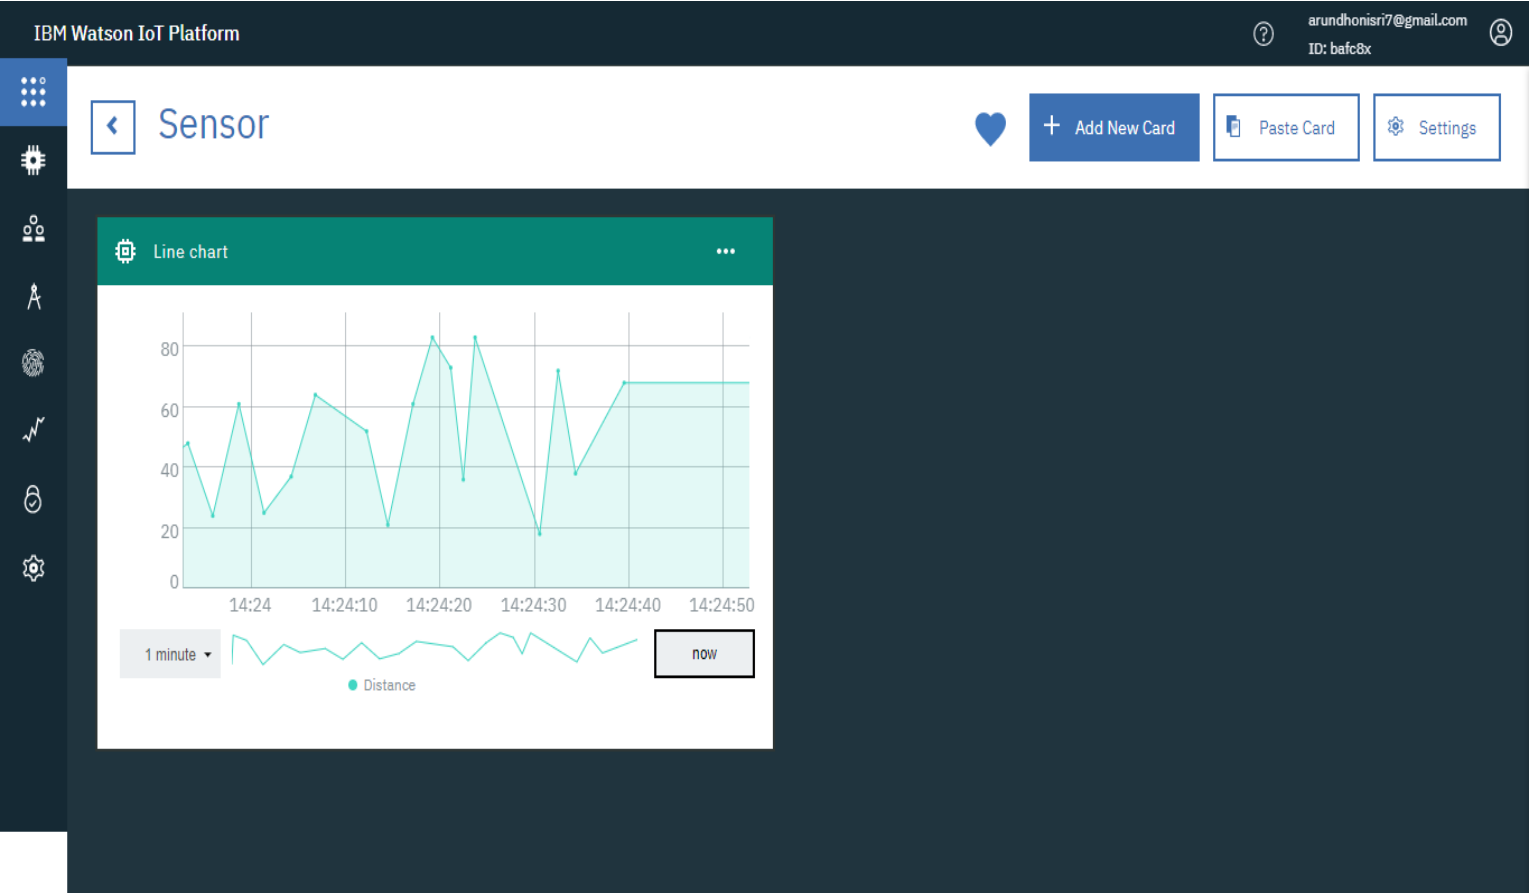 IBM Watson IoT Platform
arundhonisri7@gmail.com
ID: bafc8x
Sensor
Add New Card
Paste Card
Settings
Line chart
80
60
40
20
0
14:24 14:24:10 14:24:20 14:24:30 14:24:40 14:24:50
1 minute
now
Distance